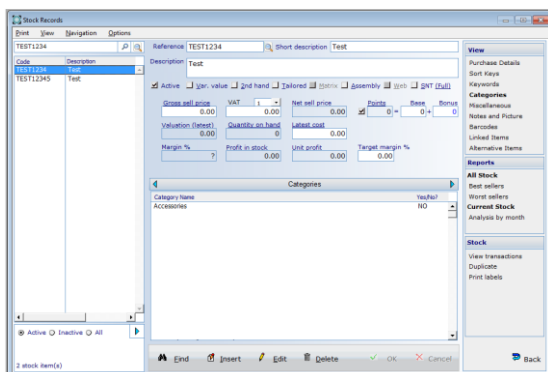 Stock Records
Print View Navigation Options
TEST1234
Code Description
TEST1234 Test
TEST12345 Test
Active Inactive All
2 stock item(s)
Reference TEST1234 Short description Test
Description Test
Active Var. value 2nd hand Tailored Matrix Assembly Web SNT (Full)
Gross sell price VAT 1 Net sell price Points Base Bonus
0.00 0.00 0.00 0 = 0 + 0
Valuation (latest) Quantity on hand Latest cost
0.00 0 0.00
Margin % Profit in stock Unit profit Target margin %
? 0.00 0.00 0.00
Categories
Category Name Yes/No?
Accessories NO
Find Insert Edit Delete OK Cancel
View
Purchase Details
Sort Keys
Keywords
Categories
Miscellaneous
Notes and Picture
Barcodes
Linked Items
Alternative Items
Reports
All Stock
Best sellers
Worst sellers
Current Stock
Analysis by month
Stock
View transactions
Duplicate
Print labels
Back